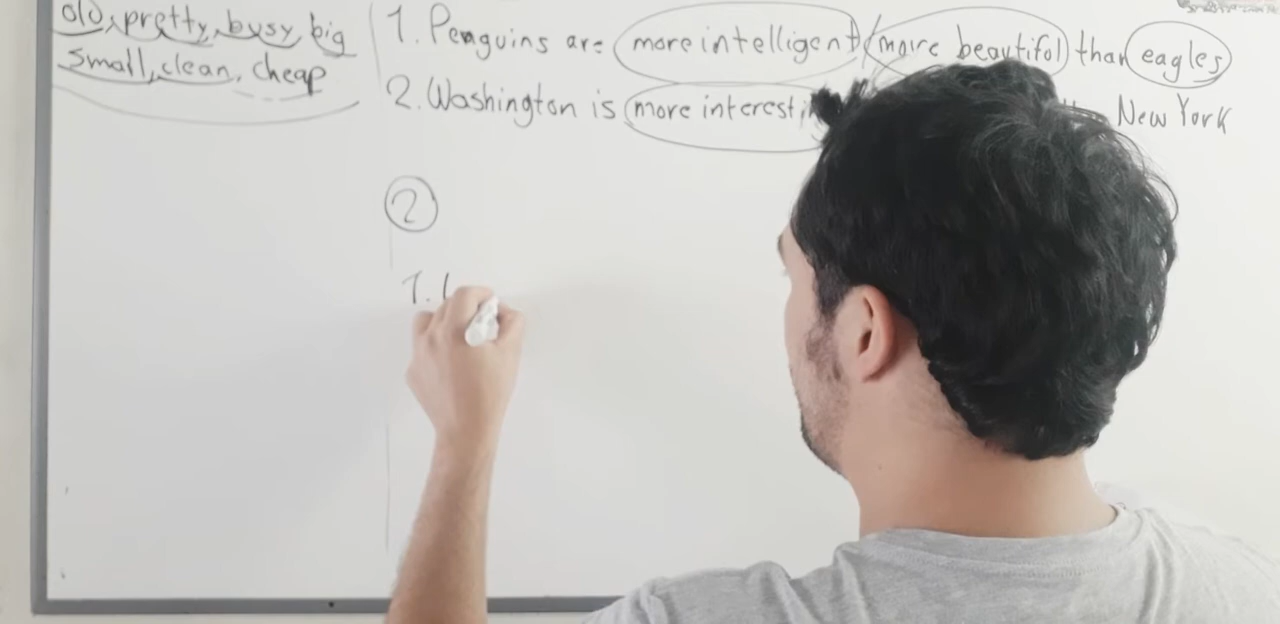 old, pretty, busy, big
small, clean, cheap
1. Penguins are more intelligent / more beautiful than eagles
2. Washington is more New York
2
1.